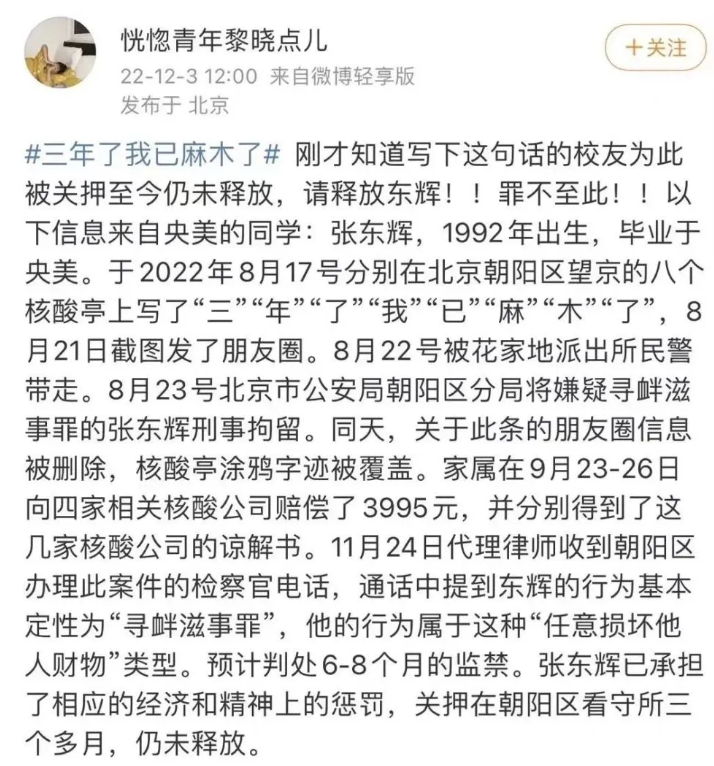 恍惚青年黎晓点儿
＋关注
22-12-3 12:00 来自微博轻享版
发布于 北京
#三年了我已麻木了# 刚才知道写下这句话的校友为此
被关押至今仍未释放，请释放东辉！！罪不至此！！以
下信息来自央美的同学：张东辉，1992年出生，毕业于
央美。于2022年8月17号分别在北京朝阳区望京的八个
核酸亭上写了“三”“年”“了”“我”“已”“麻”“木”“了”，8
月21日截图发了朋友圈。8月22号被花家地派出所民警
带走。8月23号北京市公安局朝阳区分局将嫌疑寻衅滋
事罪的张东辉刑事拘留。同天，关于此条的朋友圈信息
被删除，核酸亭涂鸦字迹被覆盖。家属在9月23-26日
向四家相关核酸公司赔偿了3995元，并分别得到了这
几家核酸公司的谅解书。11月24日代理律师收到朝阳区
办理此案件的检察官电话，通话中提到东辉的行为基本
定性为“寻衅滋事罪”，他的行为属于这种“任意损坏他
人财物”类型。预计判处6-8个月的监禁。张东辉已承担
了相应的经济和精神上的惩罚，关押在朝阳区看守所三
个多月，仍未释放。